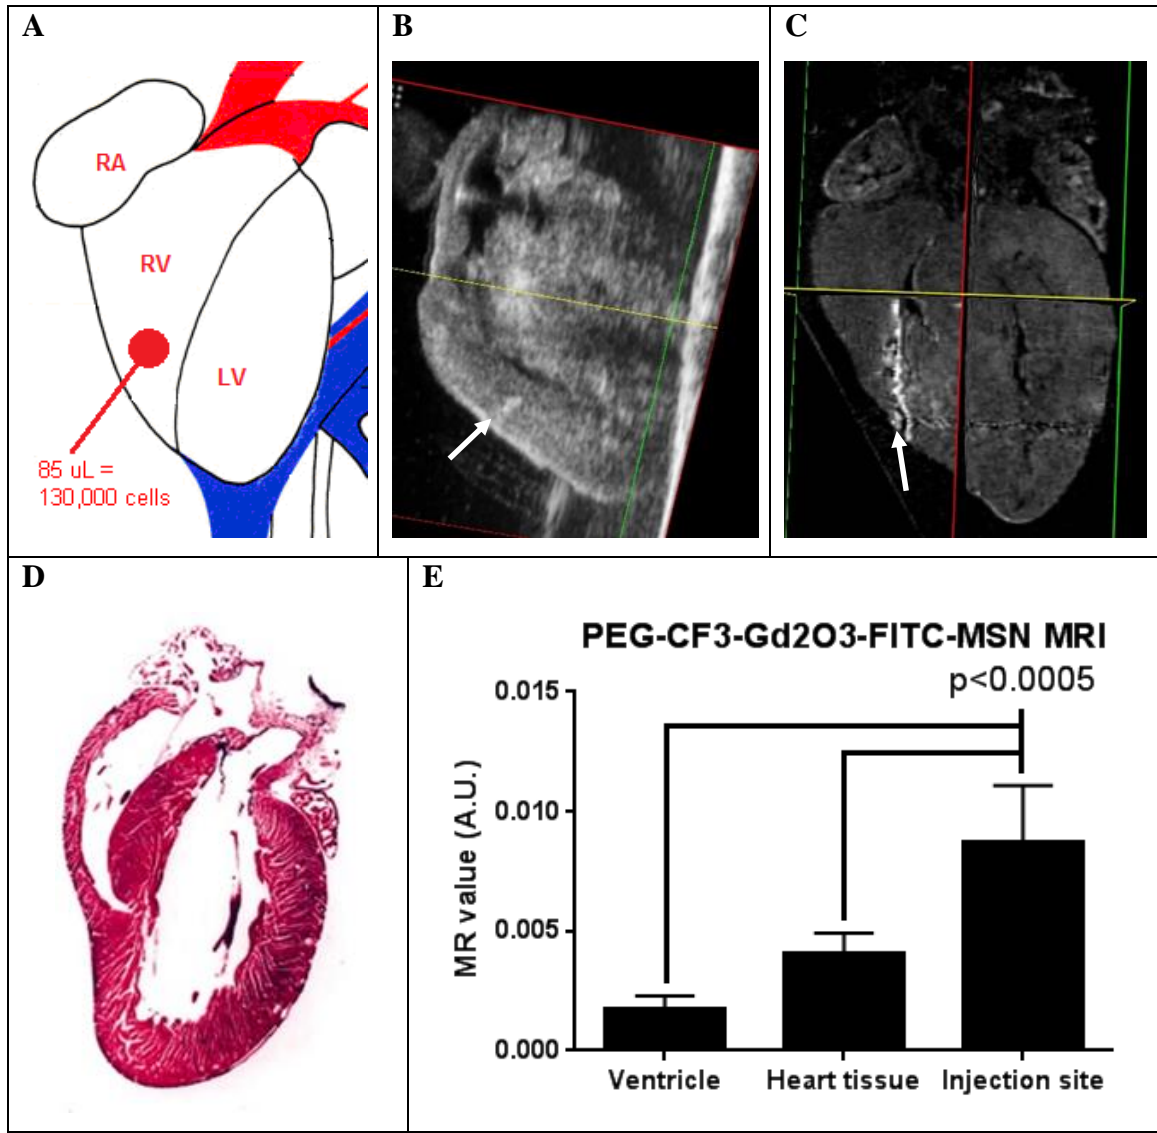 A
RA
RV
LV
85 uL =
130,000 cells
B
C
D
E
PEG-CF3-Gd2O3-FITC-MSN MRI
p<0.0005
MR value (A.U.)
0.015
0.010
0.005
0.000
Ventricle
Heart tissue
Injection site